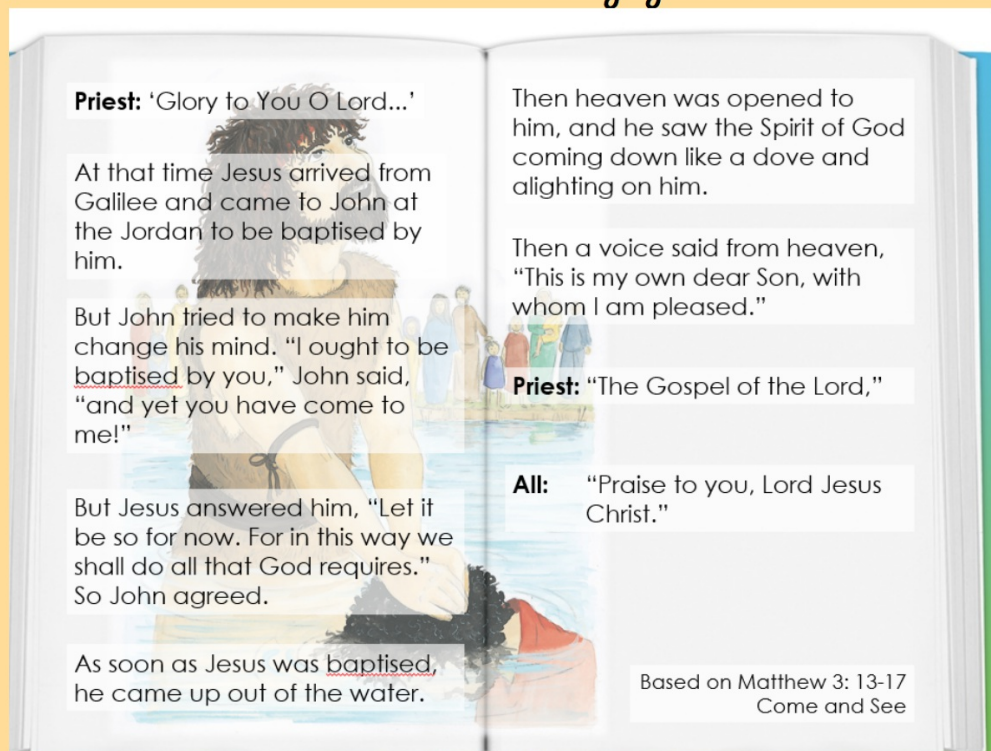 Priest: ‘Glory to You O Lord...’
At that time Jesus arrived from
Galilee and came to John at
the Jordan to be baptised by
him.
But John tried to make him
change his mind. “I ought to be
baptised by you,” John said,
“and yet you have come to
me!”
But Jesus answered him, “Let it
be so for now. For in this way we
shall do all that God requires.”
So John agreed.
As soon as Jesus was baptised,
he came up out of the water.
Then heaven was opened to
him, and he saw the Spirit of God
coming down like a dove and
alighting on him.
Then a voice said from heaven,
“This is my own dear Son, with
whom I am pleased.”
Priest: “The Gospel of the Lord,”
All: “Praise to you, Lord Jesus
Christ.”
Based on Matthew 3: 13-17
Come and See